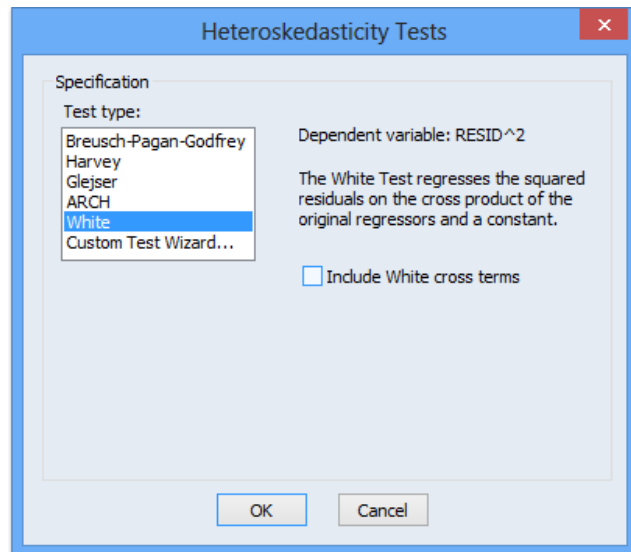 Heteroskedasticity Tests
Specification
Test type:
Breusch-Pagan-Godfrey
Harvey
Glejser
ARCH
White
Custom Test Wizard...
Dependent variable: RESID^2
The White Test regresses the squared
residuals on the cross product of the
original regressors and a constant.
Include White cross terms
OK
Cancel